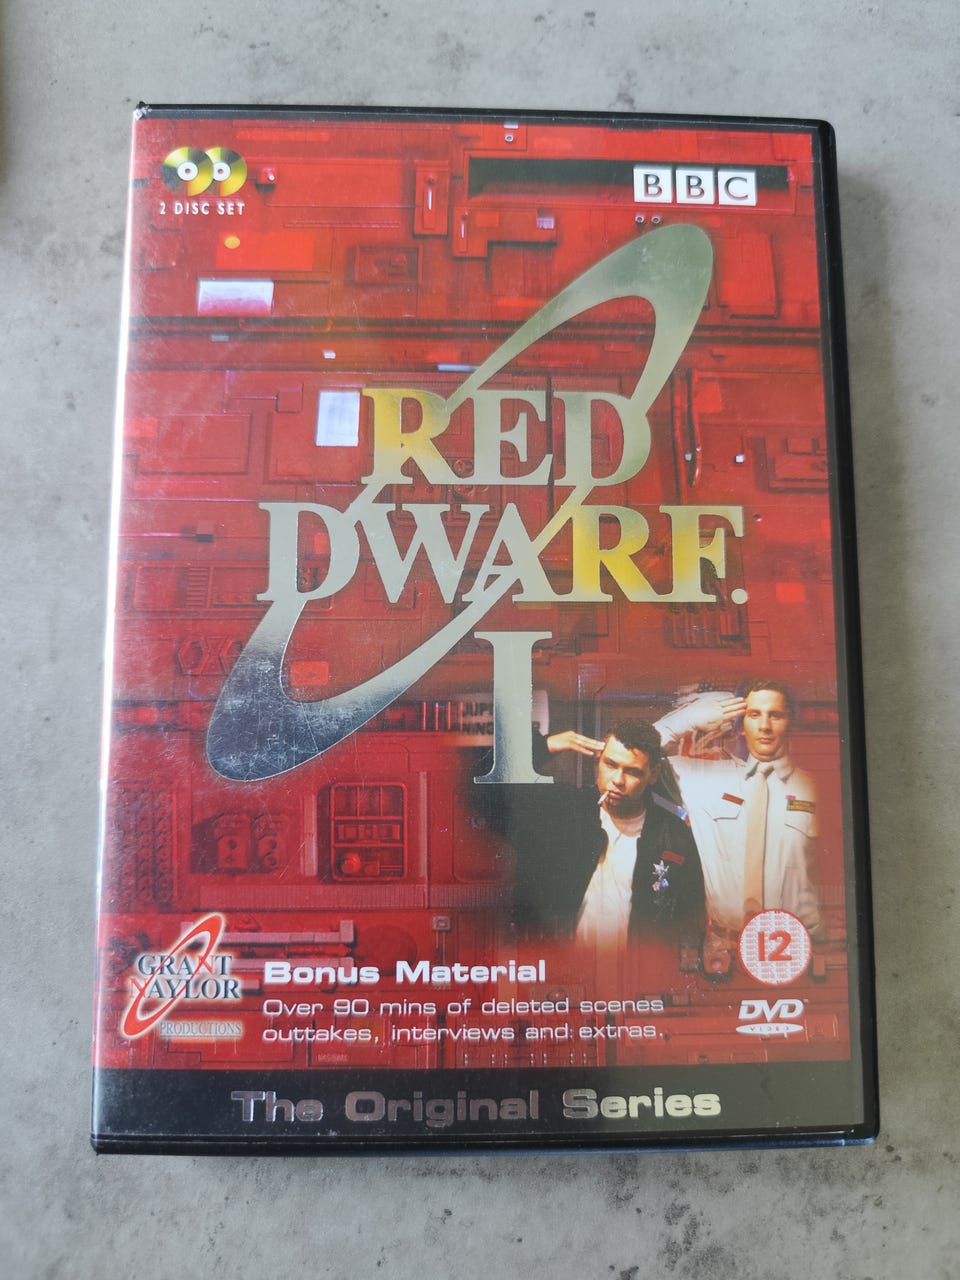 2 DISC SET
BBC
RED
DWARF.
I
12
GRANT
NAYLOR
PRODUCTIONS
Bonus Material
Over 90 mins of deleted scenes
outtakes, interviews and extras.
DVD
VIDEO
The Original Series